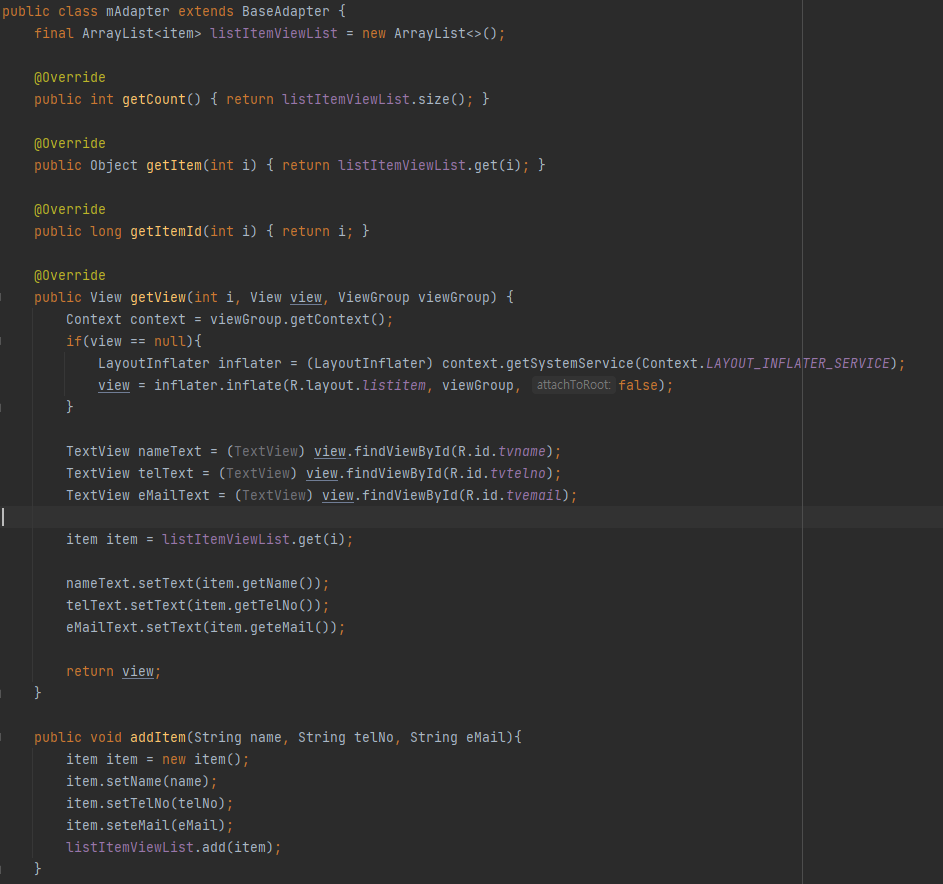 public class mAdapter extends BaseAdapter {
    final ArrayList<item> listItemViewList = new ArrayList<>();

    @Override
    public int getCount() { return listItemViewList.size(); }

    @Override
    public Object getItem(int i) { return listItemViewList.get(i); }

    @Override
    public long getItemId(int i) { return i; }

    @Override
    public View getView(int i, View view, ViewGroup viewGroup) {
        Context context = viewGroup.getContext();
        if(view == null){
            LayoutInflater inflater = (LayoutInflater) context.getSystemService(Context.LAYOUT_INFLATER_SERVICE);
            view = inflater.inflate(R.layout.listitem, viewGroup, attachToRoot: false);
        }

        TextView nameText = (TextView) view.findViewById(R.id.tvname);
        TextView telText = (TextView) view.findViewById(R.id.tvtelno);
        TextView eMailText = (TextView) view.findViewById(R.id.tvemail);

        item item = listItemViewList.get(i);

        nameText.setText(item.getName());
        telText.setText(item.getTelNo());
        eMailText.setText(item.geteMail());

        return view;
    }

    public void addItem(String name, String telNo, String eMail){
        item item = new item();
        item.setName(name);
        item.setTelNo(telNo);
        item.seteMail(eMail);
        listItemViewList.add(item);
    }